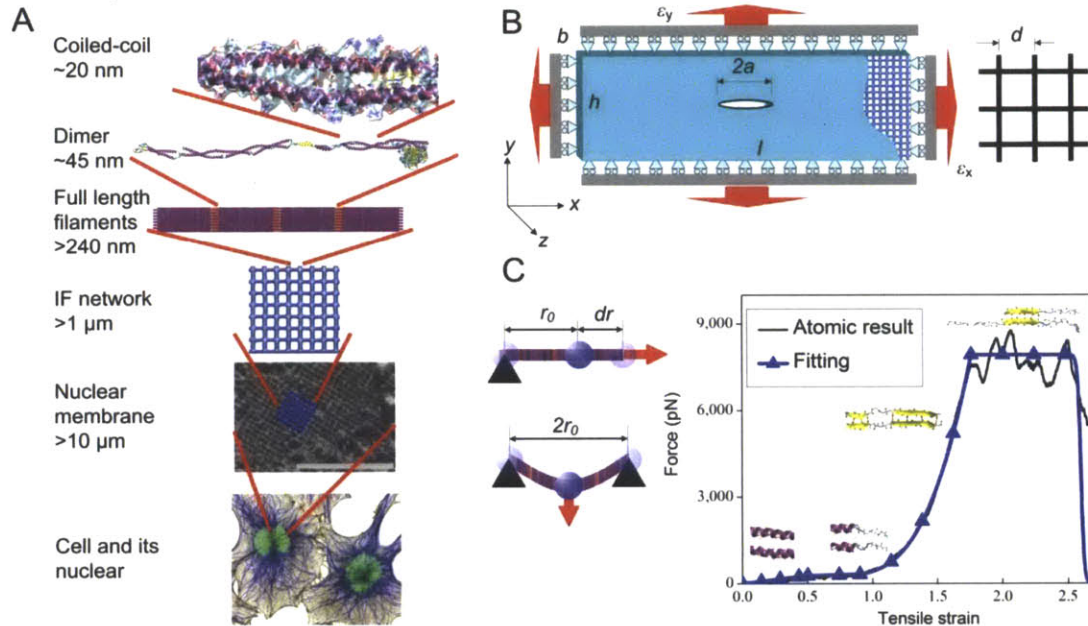 A
Coiled-coil
~20 nm
Dimer
~45 nm
Full length
filaments
>240 nm
IF network
>1 μm
Nuclear
membrane
>10 μm
Cell and its
nuclear
B
εy
b
2a
h
l
εx
y
x
z
d
C
r0
dr
2r0
9,000
6,000
3,000
0
Force (pN)
Atomic result
Fitting
0.0
0.5
1.0
1.5
2.0
2.5
Tensile strain